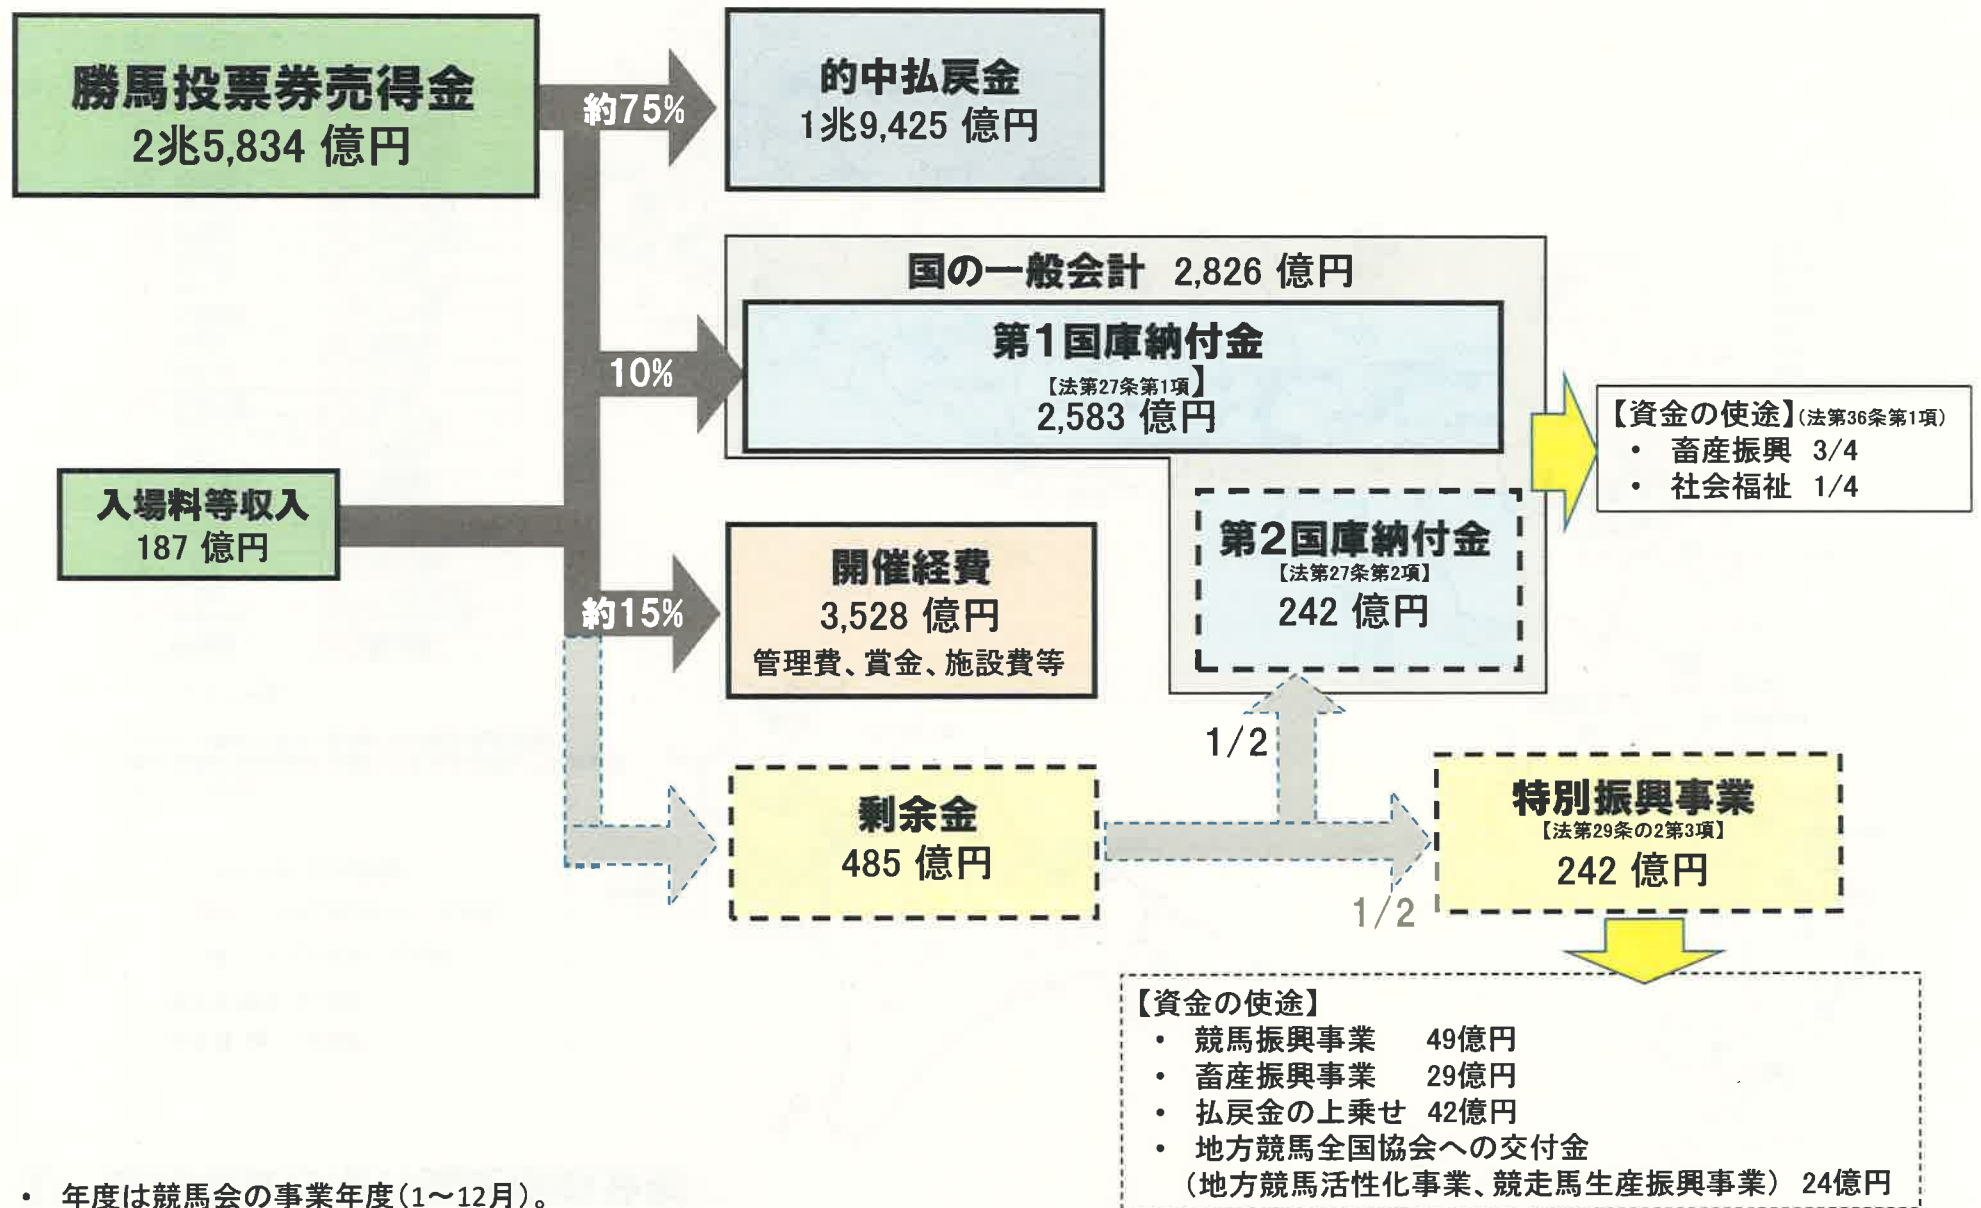 勝馬投票券売得金
2兆5,834 億円
約75%
的中払戻金
1兆9,425 億円
国の一般会計 2,826 億円
10%
第1国庫納付金
【法第27条第1項】
2,583 億円
【資金の使途】(法第36条第1項)
・ 畜産振興 3/4
・ 社会福祉 1/4
入場料等収入
187 億円
第2国庫納付金
【法第27条第2項】
242 億円
約15%
開催経費
3,528 億円
管理費、賞金、施設費等
1/2
剰余金
485 億円
特別振興事業
【法第29条の2第3項】
242 億円
1/2
【資金の使途】
・ 競馬振興事業 49億円
・ 畜産振興事業 29億円
・ 払戻金の上乗せ 42億円
・ 地方競馬全国協会への交付金
(地方競馬活性化事業、競走馬生産振興事業) 24億円
・ 年度は競馬会の事業年度(1～12月)。